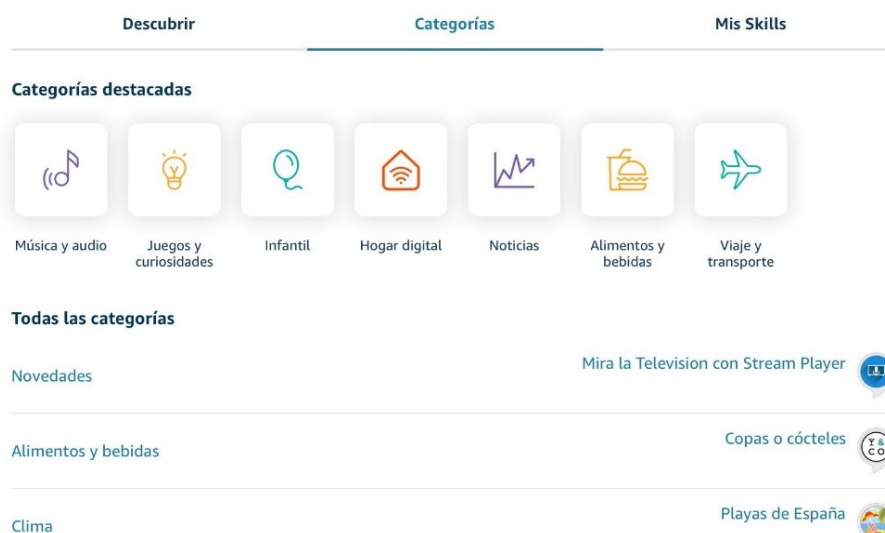 Descubrir Categorías Mis Skills
Categorías destacadas
Música y audio
Juegos y
curiosidades
Infantil
Hogar digital
Noticias
Alimentos y
bebidas
Viaje y
transporte
Todas las categorías
Novedades
Mira la Television con Stream Player
Alimentos y bebidas
Copas o cócteles
Y &
CO
Clima
Playas de España